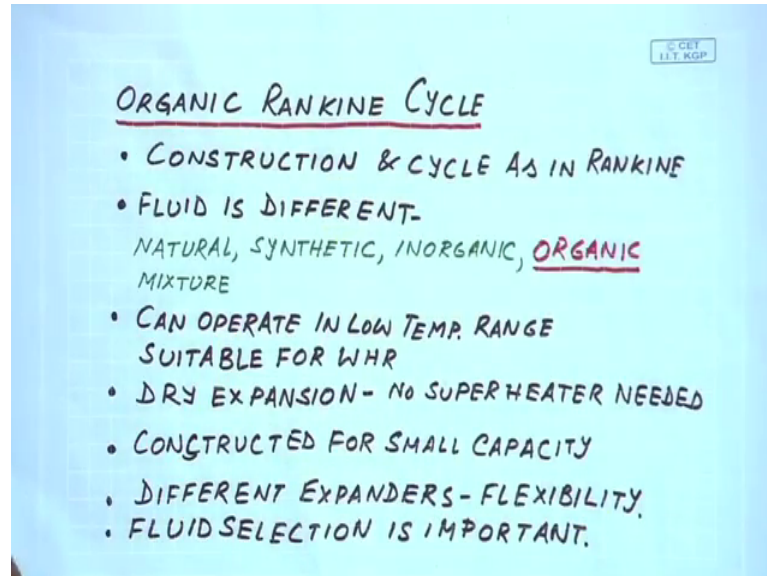 © CET
I.I.T. KGP
ORGANIC RANKINE CYCLE
• CONSTRUCTION & CYCLE AS IN RANKINE
• FLUID IS DIFFERENT-
NATURAL, SYNTHETIC, INORGANIC, ORGANIC
MIXTURE
• CAN OPERATE IN LOW TEMP. RANGE
SUITABLE FOR WHR
• DRY EXPANSION - NO SUPERHEATER NEEDED
• CONSTRUCTED FOR SMALL CAPACITY
• DIFFERENT EXPANDERS - FLEXIBILITY.
• FLUID SELECTION IS IMPORTANT.